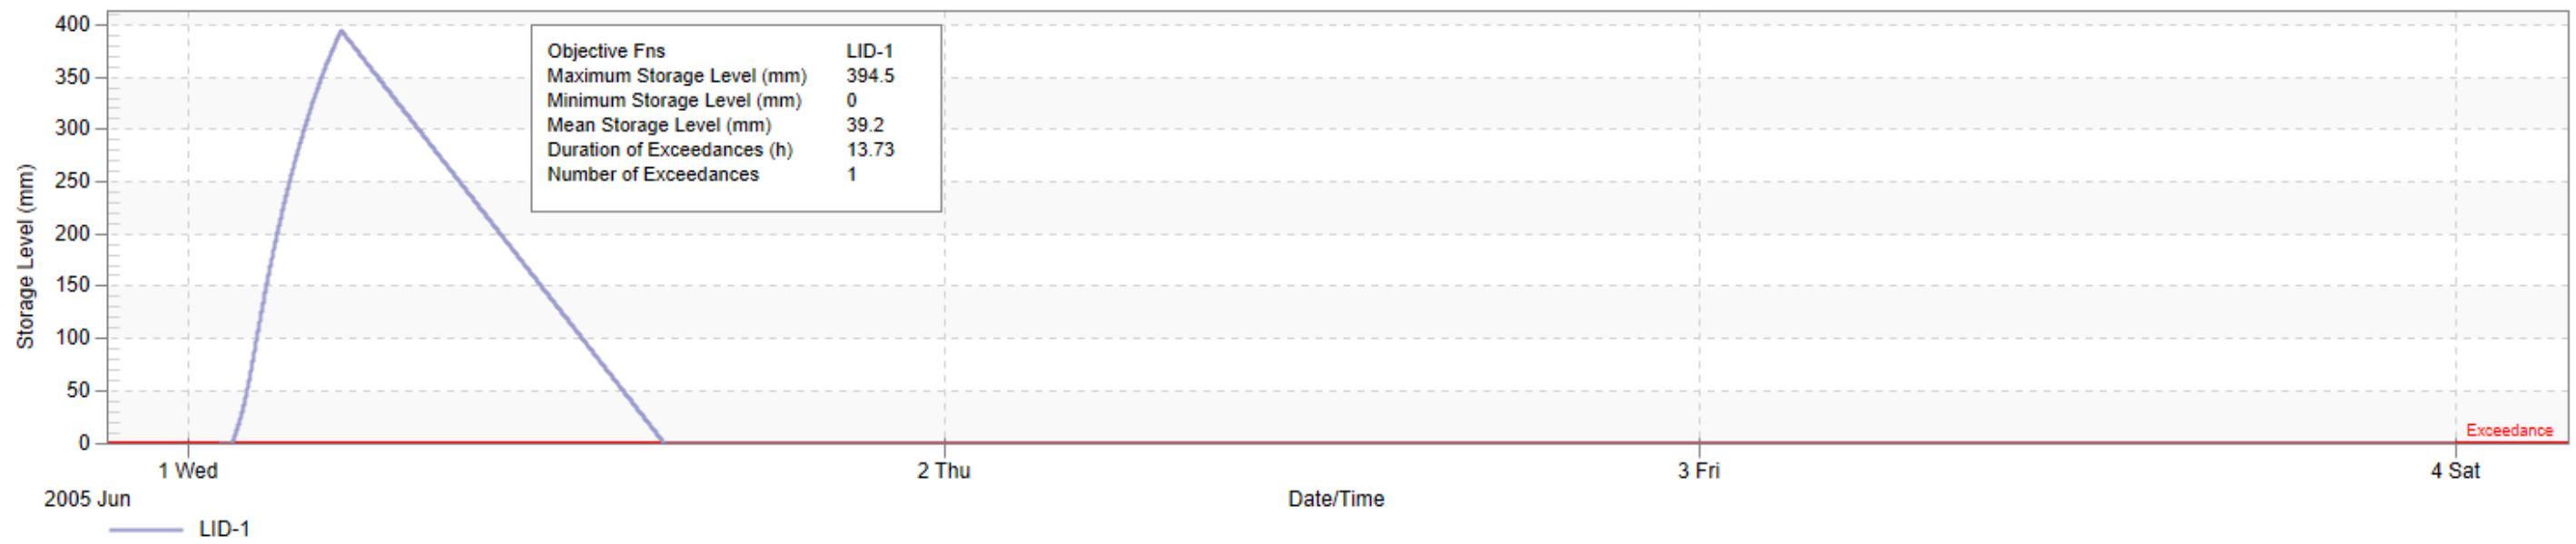 400
350
300
250
200
150
100
50
0
Storage Level (mm)
Objective Fns LID-1
Maximum Storage Level (mm) 394.5
Minimum Storage Level (mm) 0
Mean Storage Level (mm) 39.2
Duration of Exceedances (h) 13.73
Number of Exceedances 1
Exceedance
1 Wed 2 Thu 3 Fri 4 Sat
2005 Jun Date/Time
LID-1